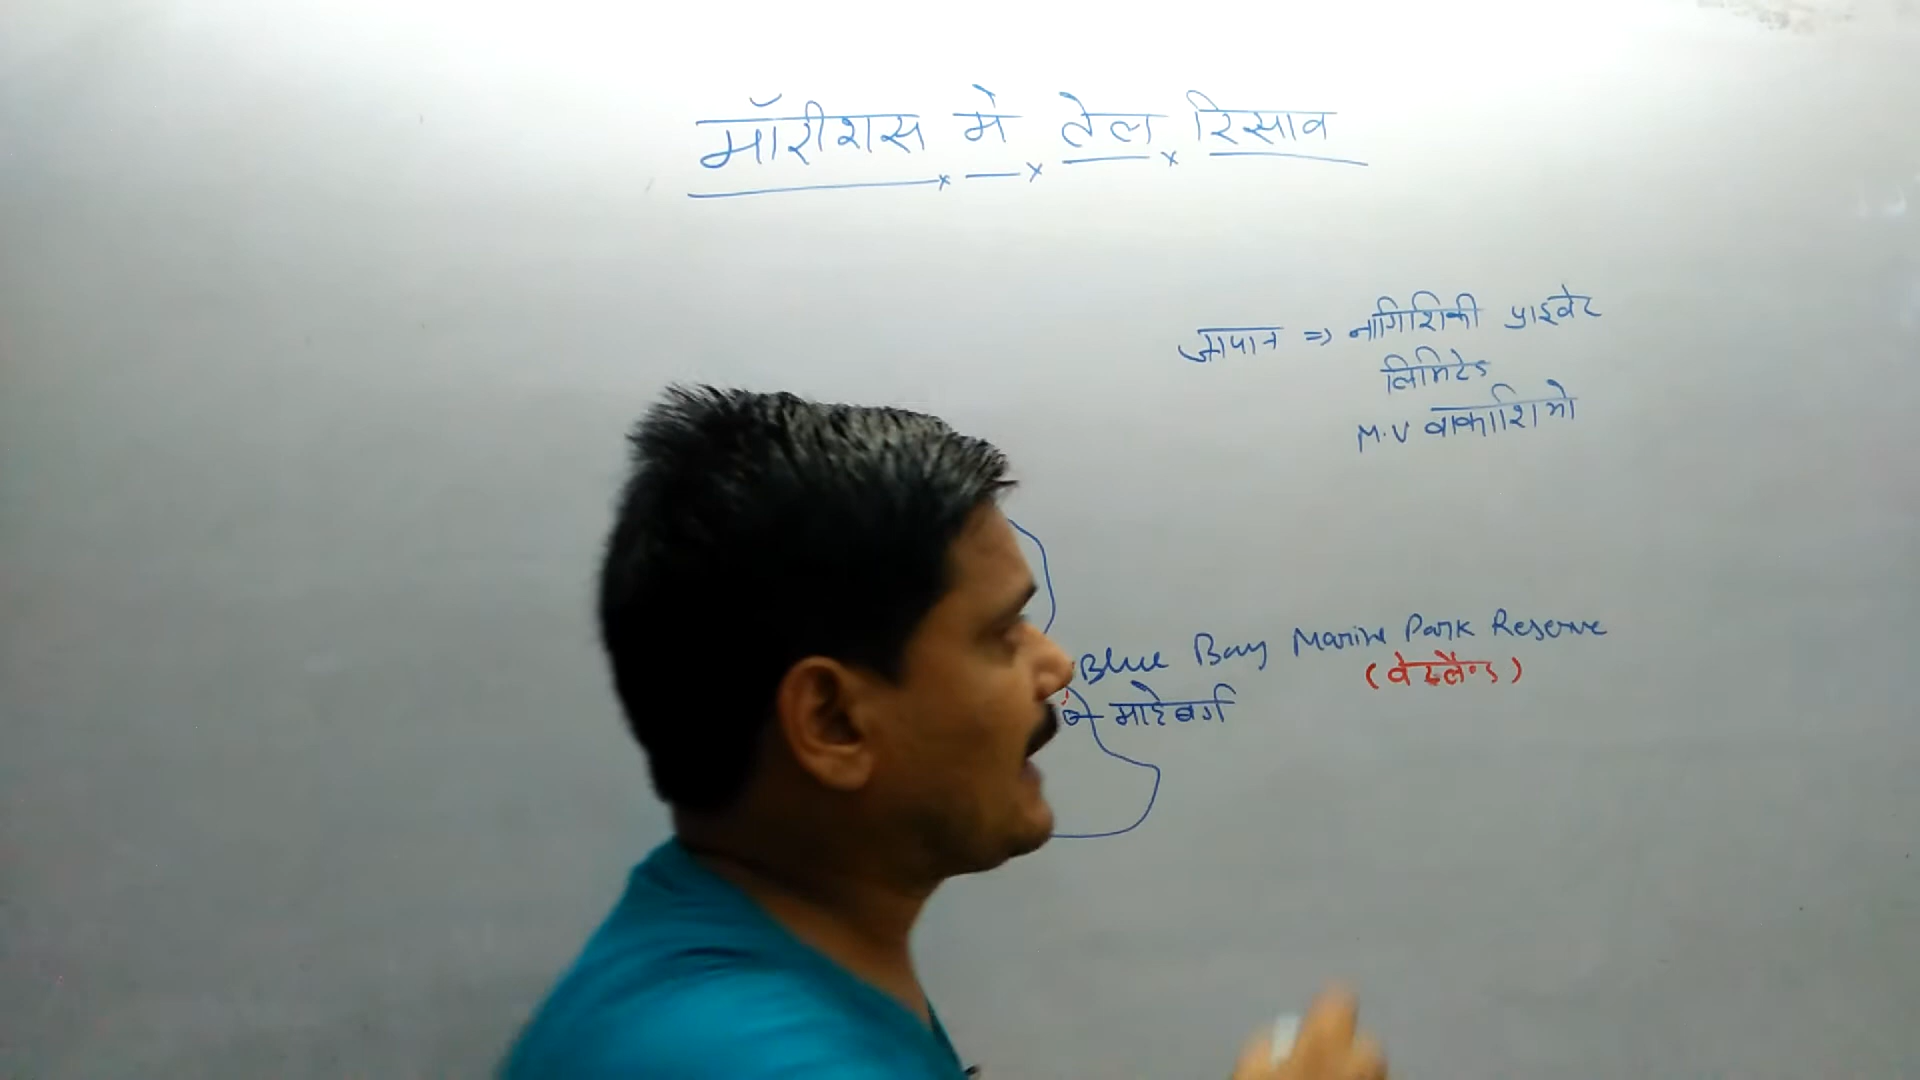 मॉरीशस मे तेल रिसाव
जापान => नागिशिकी प्राइवेट
लिमिटेड
M.V वाकाशियो
Blue Bay Marine Park Reserve
(वेटलैण्ड)
माहेबर्ग